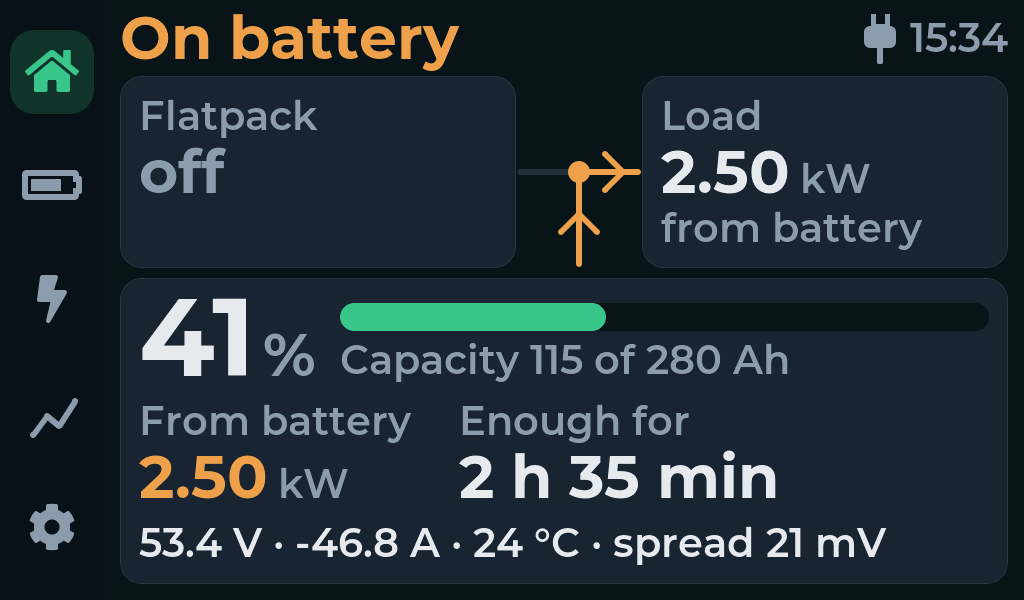 On battery
15:34
Flatpack
off
Load
2.50 kW
from battery
41 %
Capacity 115 of 280 Ah
From battery
2.50 kW
Enough for
2 h 35 min
53.4 V · -46.8 A · 24 °C · spread 21 mV